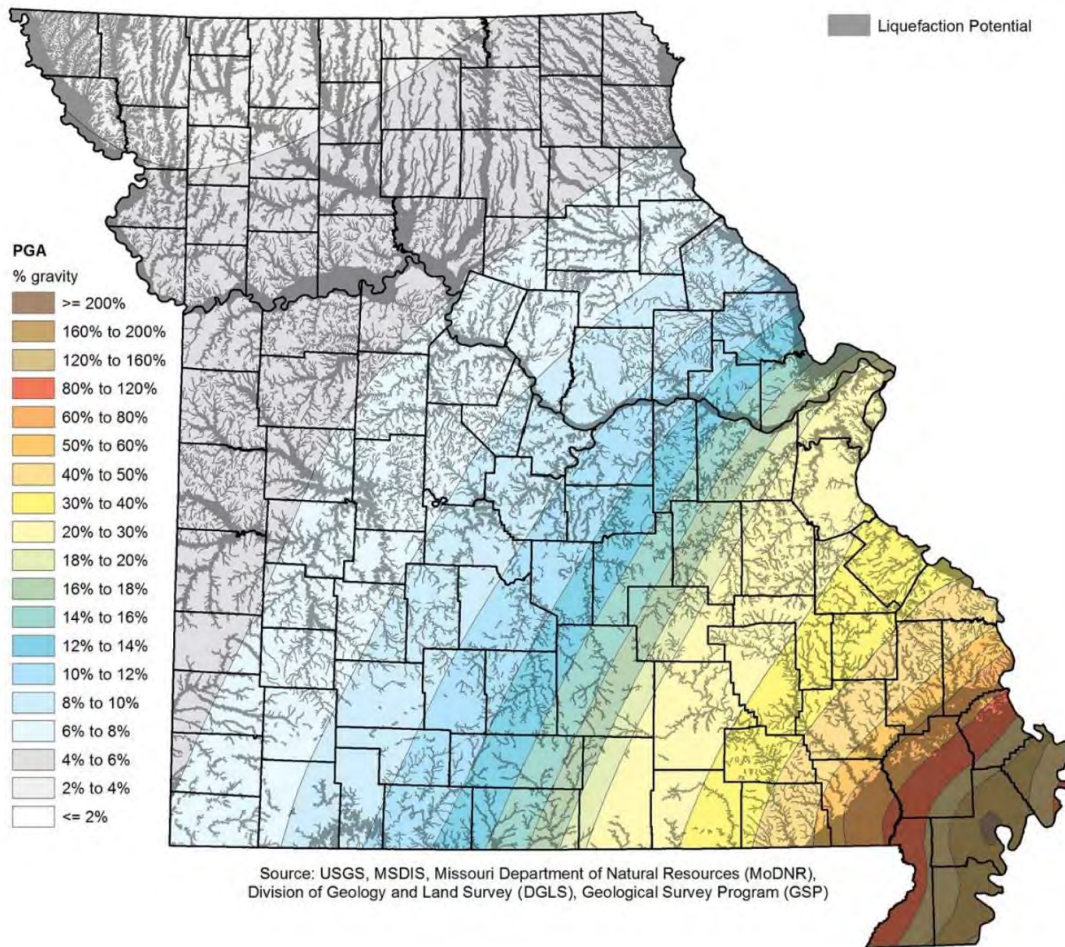 Liquefaction Potential
PGA
% gravity
>= 200%
160% to 200%
120% to 160%
80% to 120%
60% to 80%
50% to 60%
40% to 50%
30% to 40%
20% to 30%
18% to 20%
16% to 18%
14% to 16%
12% to 14%
10% to 12%
8% to 10%
6% to 8%
4% to 6%
2% to 4%
<= 2%
Source: USGS, MSDIS, Missouri Department of Natural Resources (MoDNR),
Division of Geology and Land Survey (DGLS), Geological Survey Program (GSP)